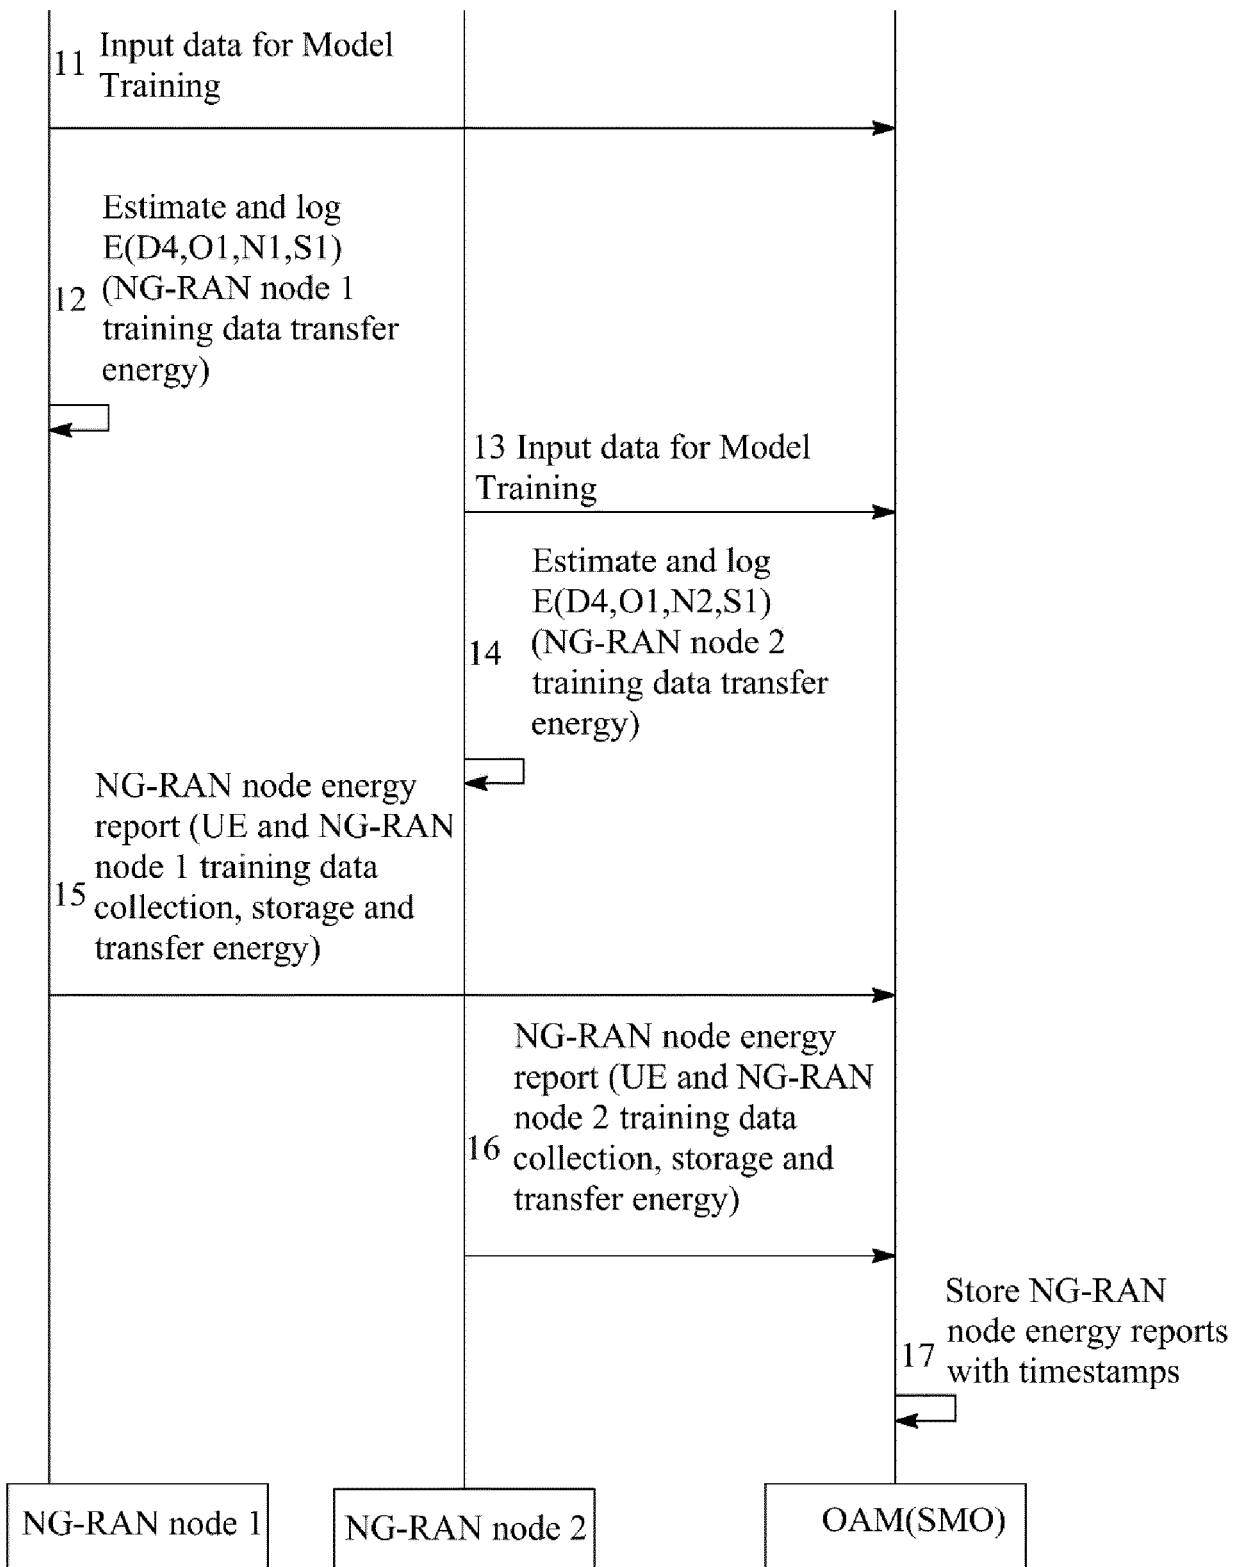 11 Input data for Model
Training
Estimate and log
E(D4,O1,N1,S1)
12 (NG-RAN node 1
training data transfer
energy)
13 Input data for Model
Training
Estimate and log
E(D4,O1,N2,S1)
14 (NG-RAN node 2
training data transfer
energy)
NG-RAN node energy
report (UE and NG-RAN
node 1 training data
15 collection, storage and
transfer energy)
NG-RAN node energy
report (UE and NG-RAN
node 2 training data
16 collection, storage and
transfer energy)
Store NG-RAN
node energy reports
17 with timestamps
NG-RAN node 1
NG-RAN node 2
OAM(SMO)